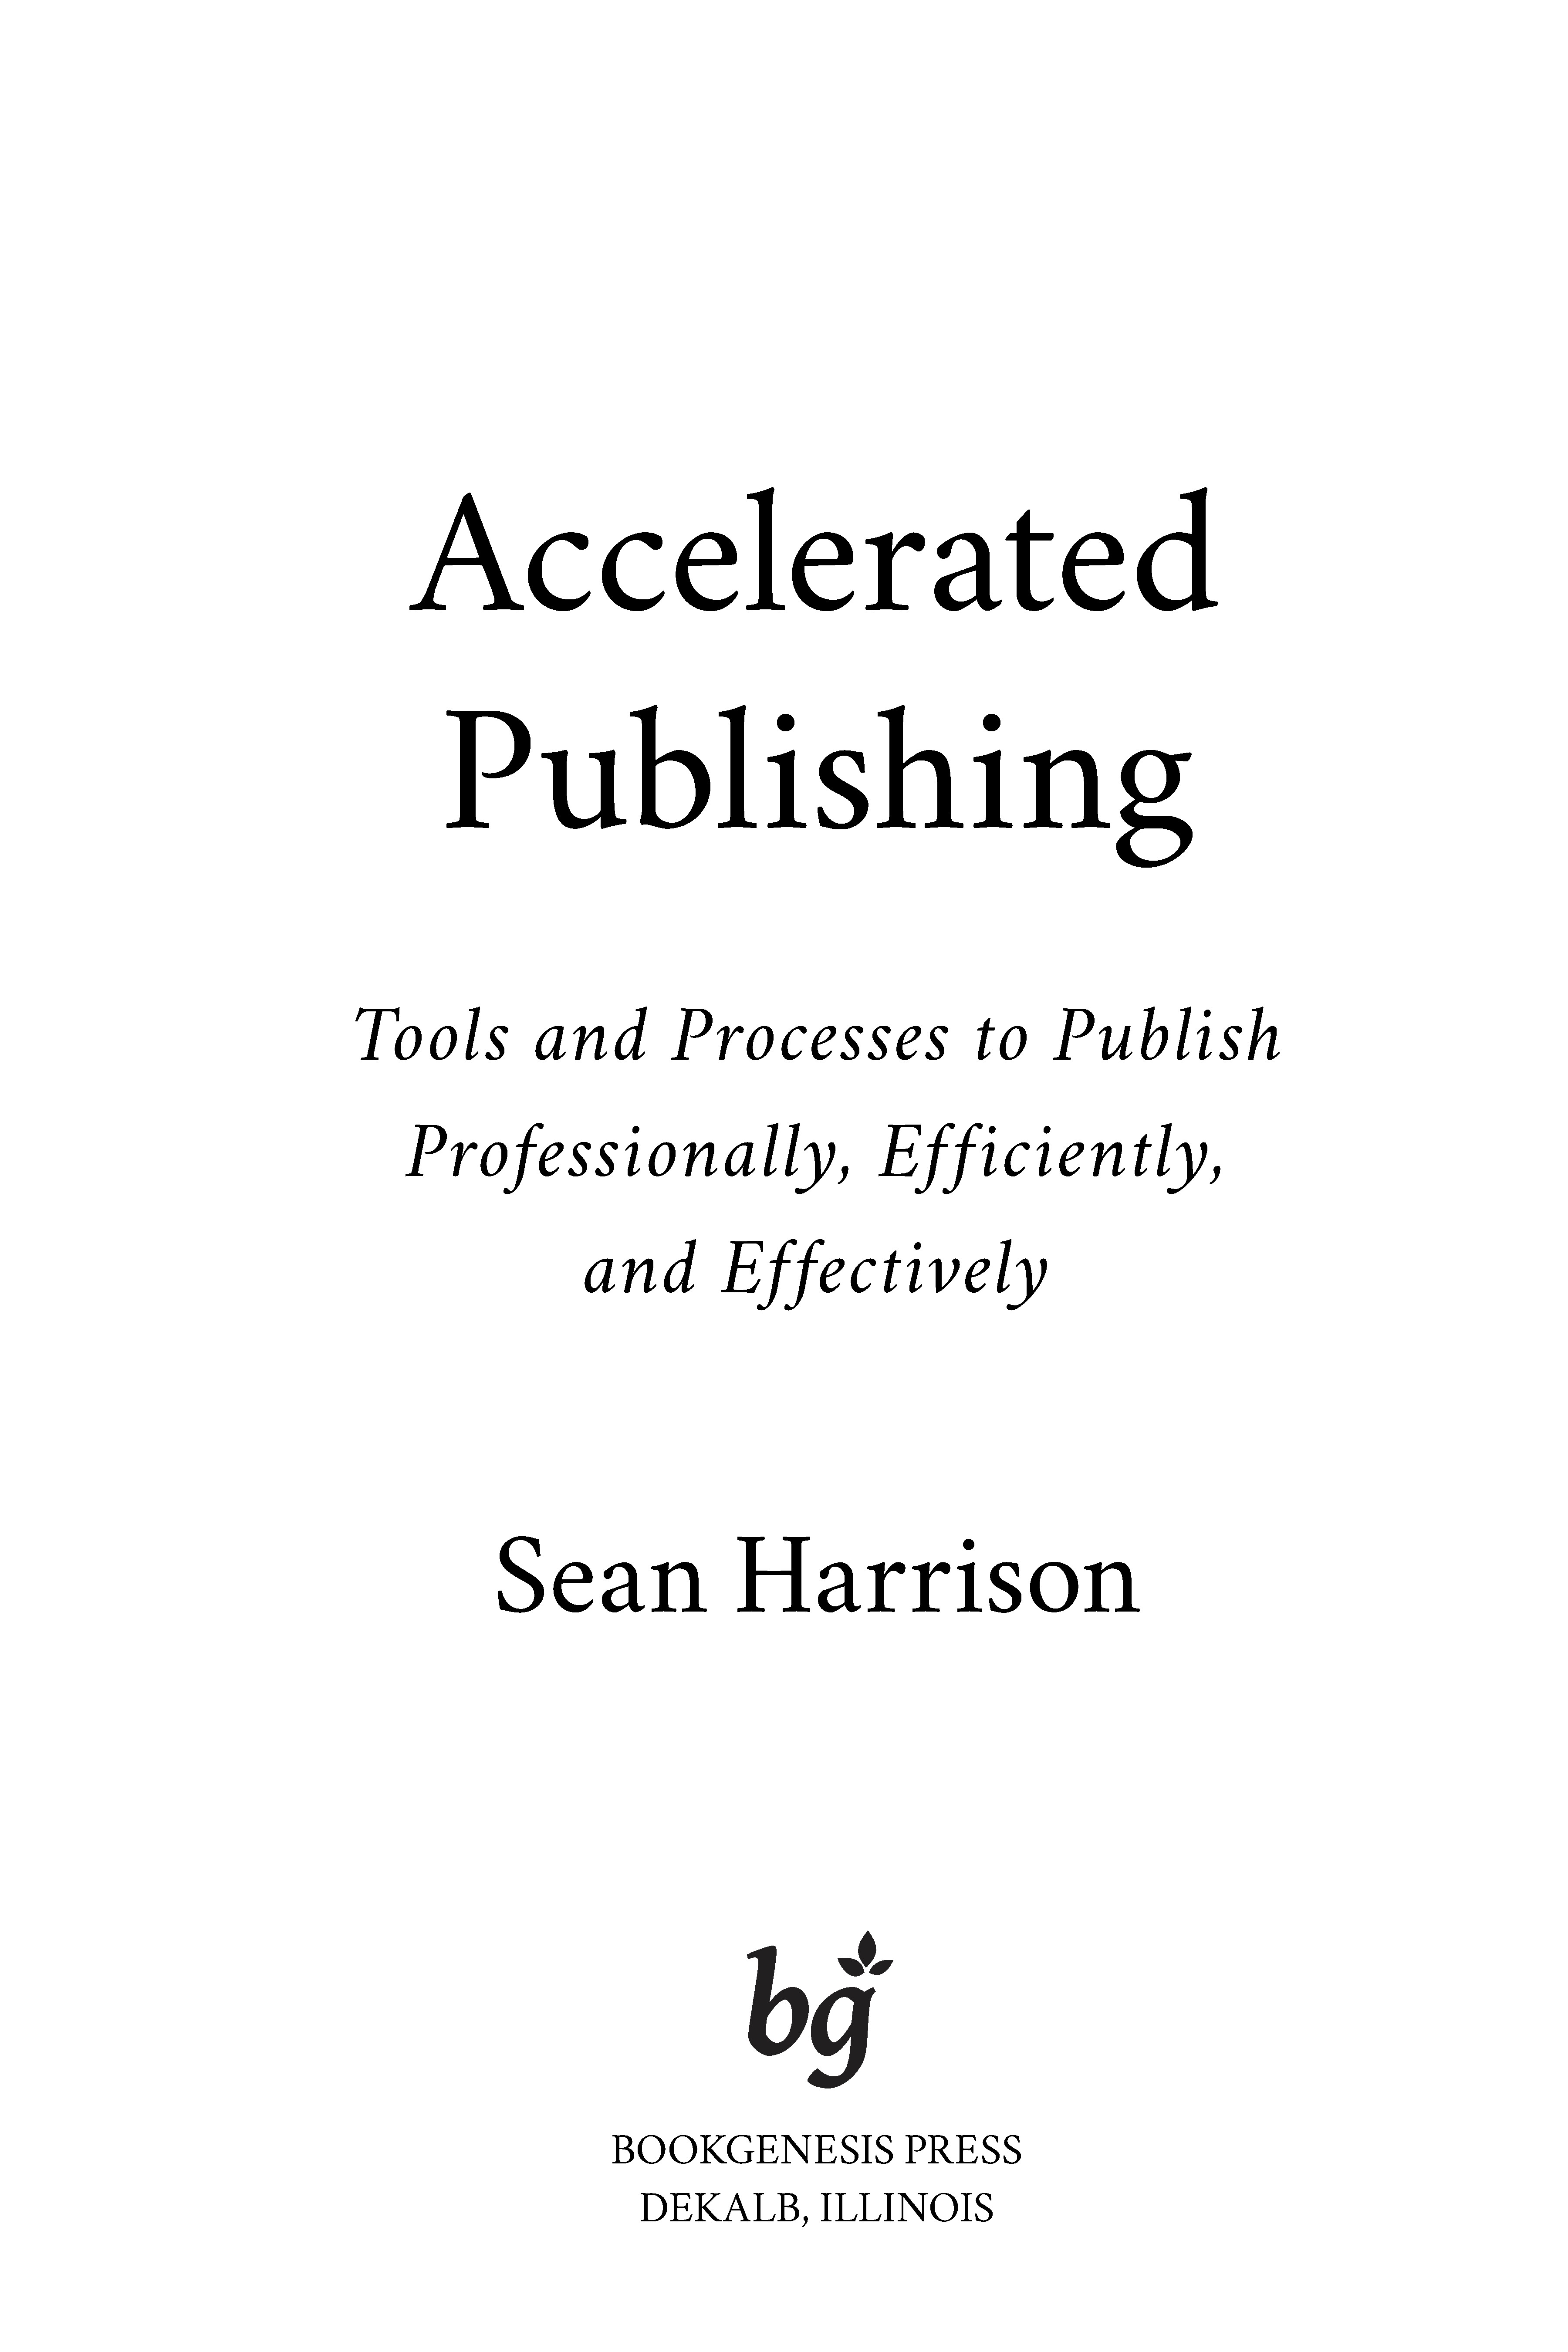 Accelerated
Publishing
Tools and Processes to Publish
Professionally, Efficiently,
and Effectively
Sean Harrison
bg
BOOKGENESIS PRESS
DEKALB, ILLINOIS